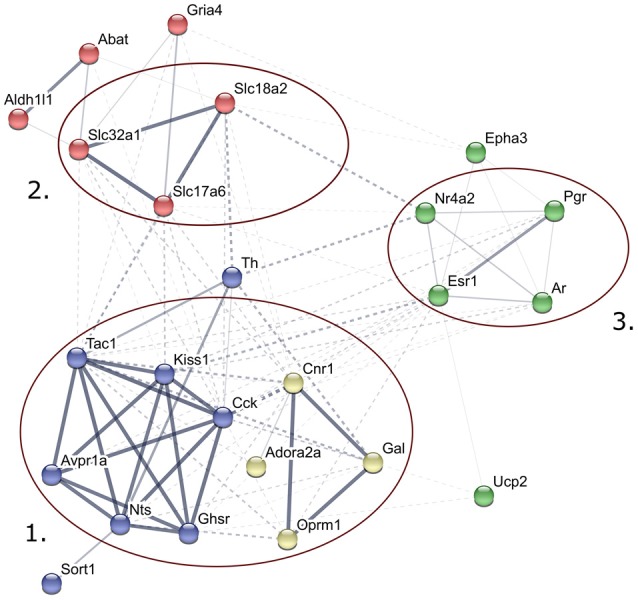 Gria4
Abat
Slc18a2
Aldh1l1
Slc32a1
Epha3
2.
Slc17a6
Nr4a2
Pgr
Th
Esr1
Ar
3.
Tac1
Kiss1
Cnr1
Cck
Avpr1a
Adora2a
Gal
Ucp2
Nts
Ghsr
Oprm1
1.
Sort1